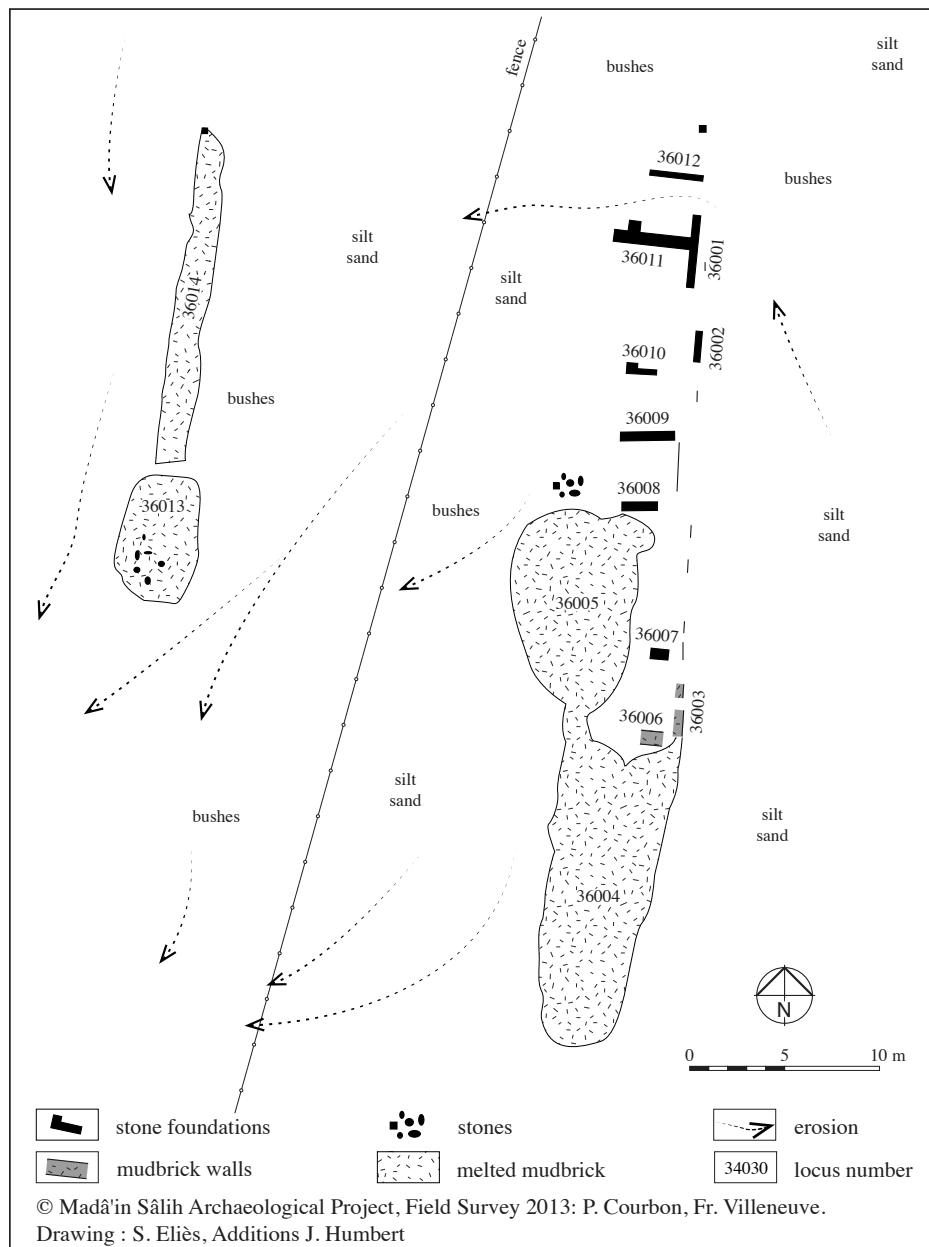 fence
bushes
silt
sand
36012
bushes
36001
36011
silt
sand
silt
sand
36014
36002
36010
bushes
36009
36008
bushes
36013
silt
sand
36005
36007
36003
36006
silt
sand
bushes
silt
sand
36004
N
0 5 10 m
stone foundations
stones
erosion
mudbrick walls
melted mudbrick
34030
locus number
© Madâ'in Sâlih Archaeological Project, Field Survey 2013: P. Courbon, Fr. Villeneuve.
Drawing : S. Eliès, Additions J. Humbert